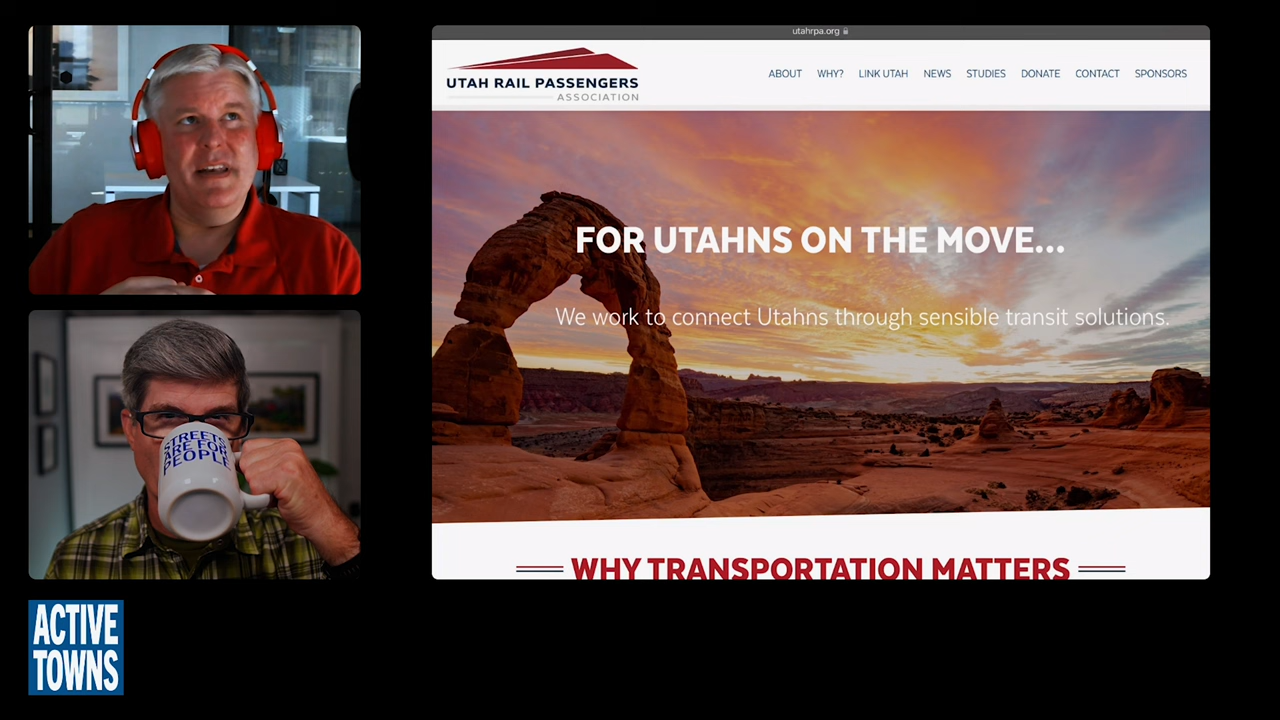 utahrpa.org
UTAH RAIL PASSENGERS
ASSOCIATION
ABOUT WHY? LINK UTAH NEWS STUDIES DONATE CONTACT SPONSORS
FOR UTAHNS ON THE MOVE...
We work to connect Utahns through sensible transit solutions.
WHY TRANSPORTATION MATTERS
STREETS
ARE FOR
PEOPLE
ACTIVE
TOWNS